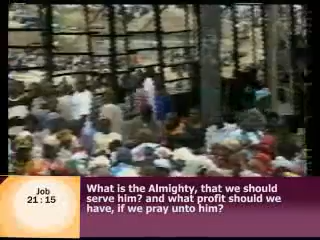 Job
21 : 15
What is the Almighty, that we should
serve him? and what profit should we
have, if we pray unto him?